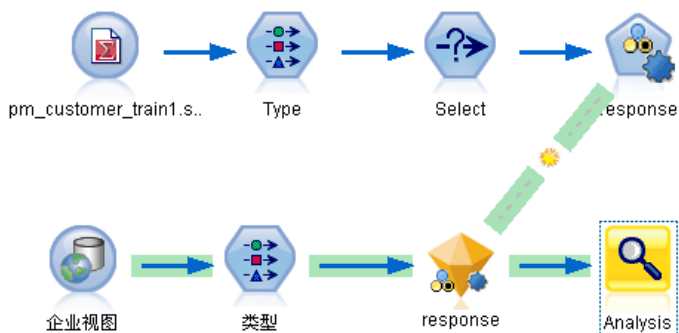 pm_customer_train1.s..
Type
Select
response
企业视图
类型
response
Analysis